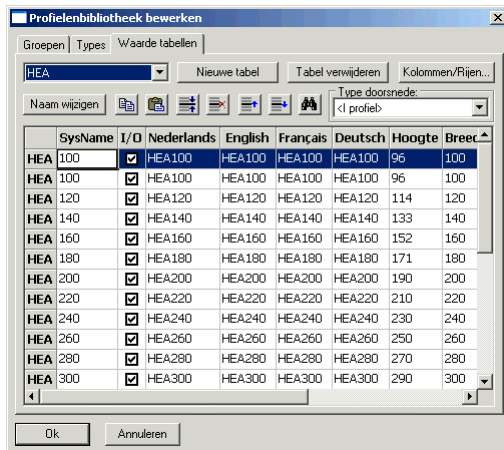 Profielenbibliotheek bewerken
Groepen Types Waarde tabellen
HEA Nieuwe tabel Tabel verwijderen Kolommen/Rijen...
Type doorsnede:
Naam wijzigen <I profiel>
SysName I/O Nederlands English Français Deutsch Hoogte Breed
HEA 100 HEA100 HEA100 HEA100 HEA100 96 100
HEA 100 HEA100 HEA100 HEA100 HEA100 96 100
HEA 120 HEA120 HEA120 HEA120 HEA120 114 120
HEA 140 HEA140 HEA140 HEA140 HEA140 133 140
HEA 160 HEA160 HEA160 HEA160 HEA160 152 160
HEA 180 HEA180 HEA180 HEA180 HEA180 171 180
HEA 200 HEA200 HEA200 HEA200 HEA200 190 200
HEA 220 HEA220 HEA220 HEA220 HEA220 210 220
HEA 240 HEA240 HEA240 HEA240 HEA240 230 240
HEA 260 HEA260 HEA260 HEA260 HEA260 250 260
HEA 280 HEA280 HEA280 HEA280 HEA280 270 280
HEA 300 HEA300 HEA300 HEA300 HEA300 290 300
Ok Annuleren